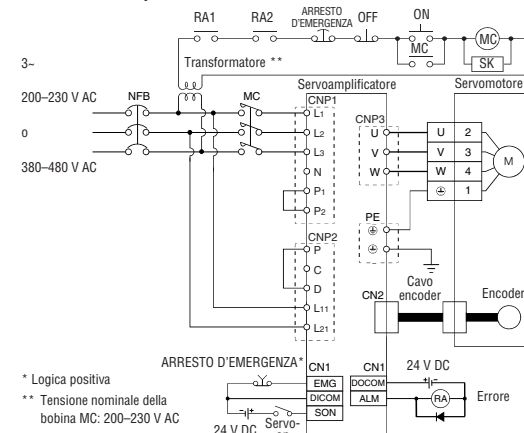 RA1 RA2 ARRESTO D'EMERGENZA OFF ON
MC MC
SK
3~
Transformatore **
Servoamplificatore Servomotore
200–230 V AC NFB MC CNP1
CNP3
L1 U U 2
o L2 V V 3 M
L3 W W 4
380–480 V AC
N 1
P1
P2 PE
CNP2
P
C
D
Cavo encoder Encoder
CN2
L11
L21
ARRESTO D'EMERGENZA* CN1 CN1 24 V DC
* Logica positiva EMG DOCOM
DICOM ALM RA Errore
** Tensione nominale della SON
bobina MC: 200–230 V AC
24 V DC Servo-